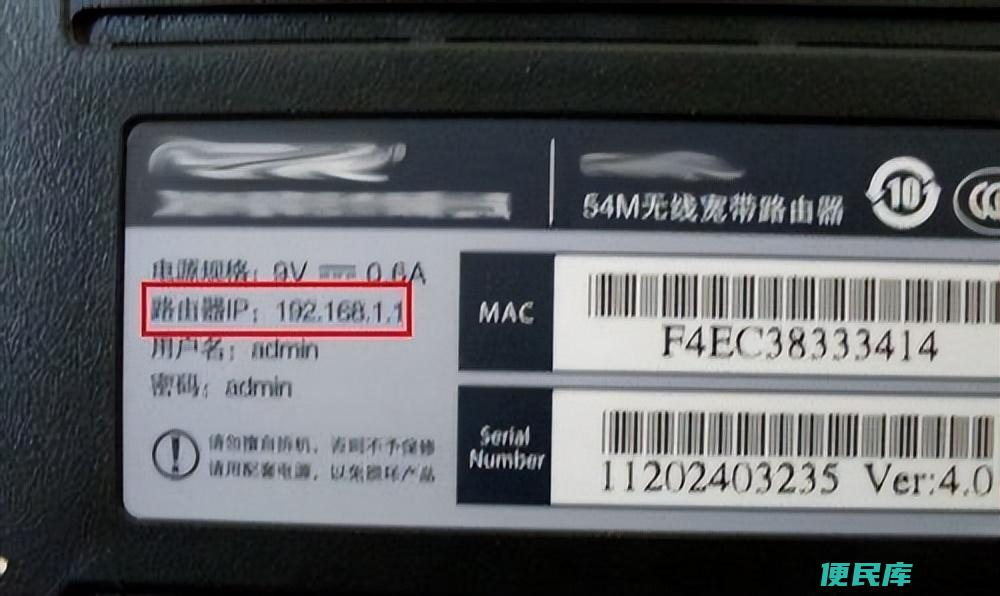 54M无线宽带路由器
10
电源规格：9V ⎓ 0.6A
路由器IP：192.168.1.1
用户名：admin
密码：admin
请勿擅自拆机，否则不予保修
请用配套电源，以免损坏产品
MAC
F4EC38333414
Serial
Number
11202403235 Ver:4.0
便民库